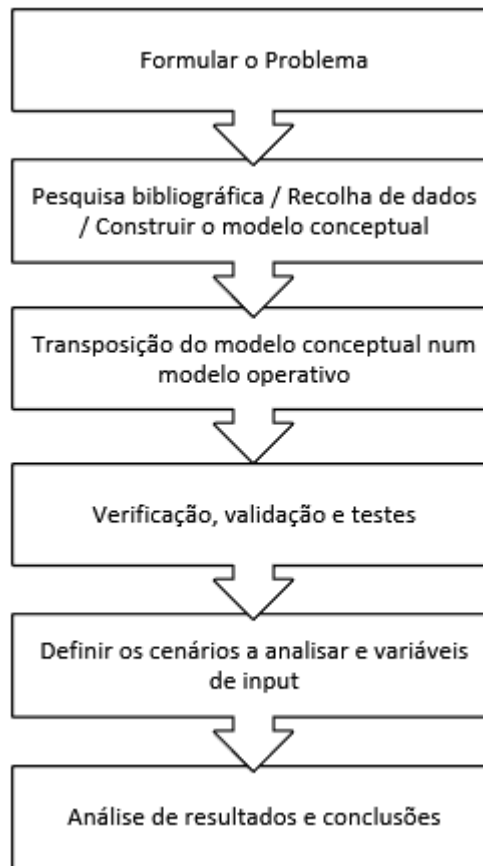 Formular o Problema
Pesquisa bibliográfica / Recolha de dados
/ Construir o modelo conceptual
Transposição do modelo conceptual num
modelo operativo
Verificação, validação e testes
Definir os cenários a analisar e variáveis
de input
Análise de resultados e conclusões